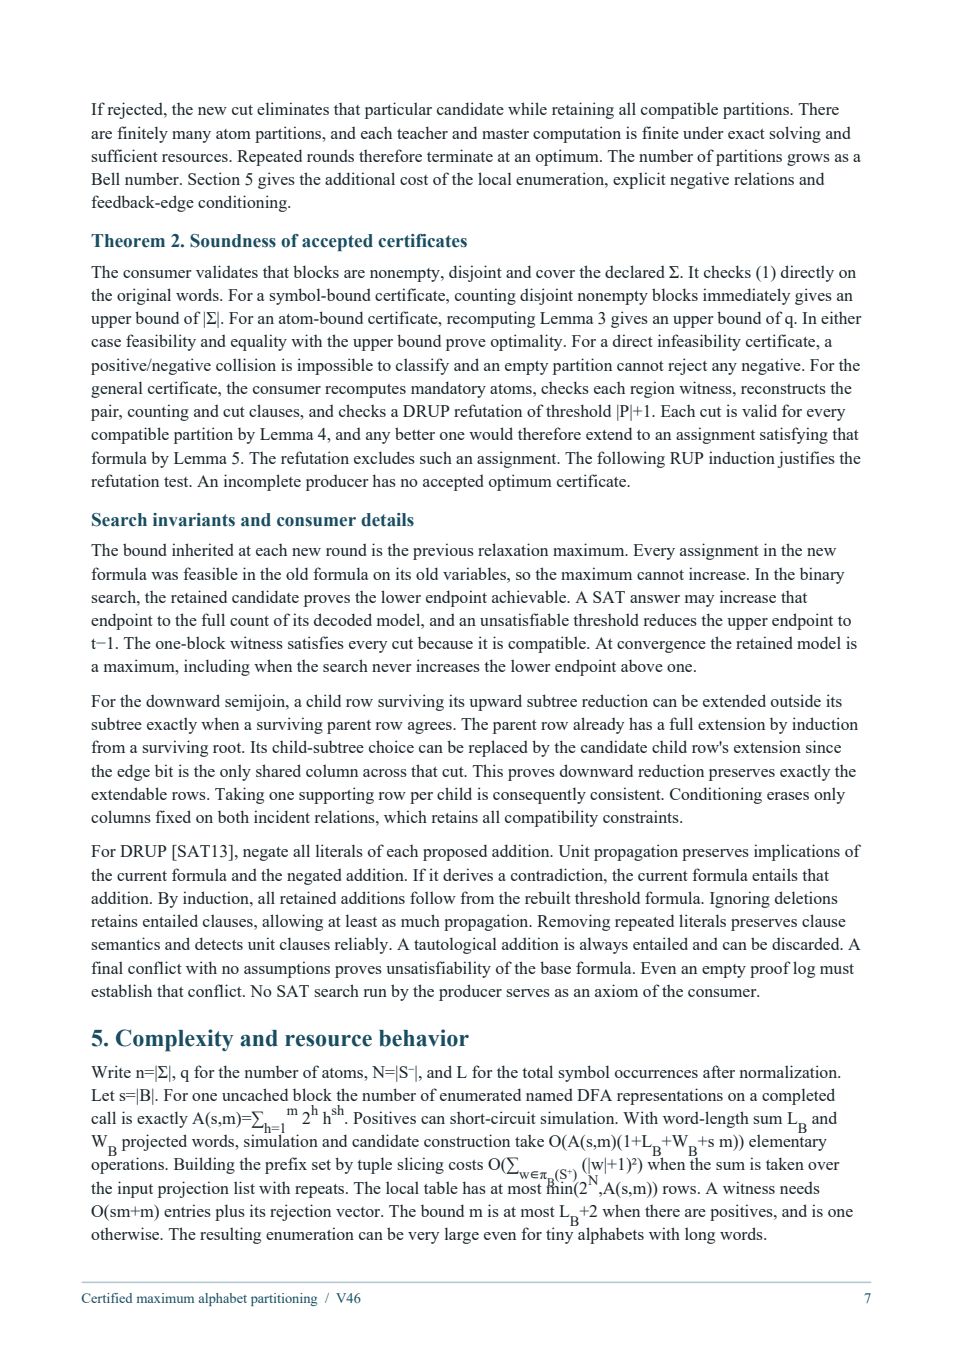 If rejected, the new cut eliminates that particular candidate while retaining all compatible partitions. There
are finitely many atom partitions, and each teacher and master computation is finite under exact solving and
sufficient resources. Repeated rounds therefore terminate at an optimum. The number of partitions grows as a
Bell number. Section 5 gives the additional cost of the local enumeration, explicit negative relations and
feedback-edge conditioning.
Theorem 2. Soundness of accepted certificates
The consumer validates that blocks are nonempty, disjoint and cover the declared Σ. It checks (1) directly on
the original words. For a symbol-bound certificate, counting disjoint nonempty blocks immediately gives an
upper bound of |Σ|. For an atom-bound certificate, recomputing Lemma 3 gives an upper bound of q. In either
case feasibility and equality with the upper bound prove optimality. For a direct infeasibility certificate, a
positive/negative collision is impossible to classify and an empty partition cannot reject any negative. For the
general certificate, the consumer recomputes mandatory atoms, checks each region witness, reconstructs the
pair, counting and cut clauses, and checks a DRUP refutation of threshold |P|+1. Each cut is valid for every
compatible partition by Lemma 4, and any better one would therefore extend to an assignment satisfying that
formula by Lemma 5. The refutation excludes such an assignment. The following RUP induction justifies the
refutation test. An incomplete producer has no accepted optimum certificate.
Search invariants and consumer details
The bound inherited at each new round is the previous relaxation maximum. Every assignment in the new
formula was feasible in the old formula on its old variables, so the maximum cannot increase. In the binary
search, the retained candidate proves the lower endpoint achievable. A SAT answer may increase that
endpoint to the full count of its decoded model, and an unsatisfiable threshold reduces the upper endpoint to
t−1. The one-block witness satisfies every cut because it is compatible. At convergence the retained model is
a maximum, including when the search never increases the lower endpoint above one.
For the downward semijoin, a child row surviving its upward subtree reduction can be extended outside its
subtree exactly when a surviving parent row agrees. The parent row already has a full extension by induction
from a surviving root. Its child-subtree choice can be replaced by the candidate child row's extension since
the edge bit is the only shared column across that cut. This proves downward reduction preserves exactly the
extendable rows. Taking one supporting row per child is consequently consistent. Conditioning erases only
columns fixed on both incident relations, which retains all compatibility constraints.
For DRUP [SAT13], negate all literals of each proposed addition. Unit propagation preserves implications of
the current formula and the negated addition. If it derives a contradiction, the current formula entails that
addition. By induction, all retained additions follow from the rebuilt threshold formula. Ignoring deletions
retains entailed clauses, allowing at least as much propagation. Removing repeated literals preserves clause
semantics and detects unit clauses reliably. A tautological addition is always entailed and can be discarded. A
final conflict with no assumptions proves unsatisfiability of the base formula. Even an empty proof log must
establish that conflict. No SAT search run by the producer serves as an axiom of the consumer.
5. Complexity and resource behavior
Write n=|Σ|, q for the number of atoms, N=|S⁻|, and L for the total symbol occurrences after normalization.
Let s=|B|. For one uncached block the number of enumerated named DFA representations on a completed
call is exactly A(s,m)=∑_{h=1}^m 2^h h^{sh}. Positives can short-circuit simulation. With word-length sum L_B and
W_B projected words, simulation and candidate construction take O(A(s,m)(1+L_B+W_B+s m)) elementary
operations. Building the prefix set by tuple slicing costs O(∑_{w∈π_B(S⁺)} (|w|+1)²) when the sum is taken over
the input projection list with repeats. The local table has at most min(2^N,A(s,m)) rows. A witness needs
O(sm+m) entries plus its rejection vector. The bound m is at most L_B+2 when there are positives, and is one
otherwise. The resulting enumeration can be very large even for tiny alphabets with long words.
Certified maximum alphabet partitioning / V46
7